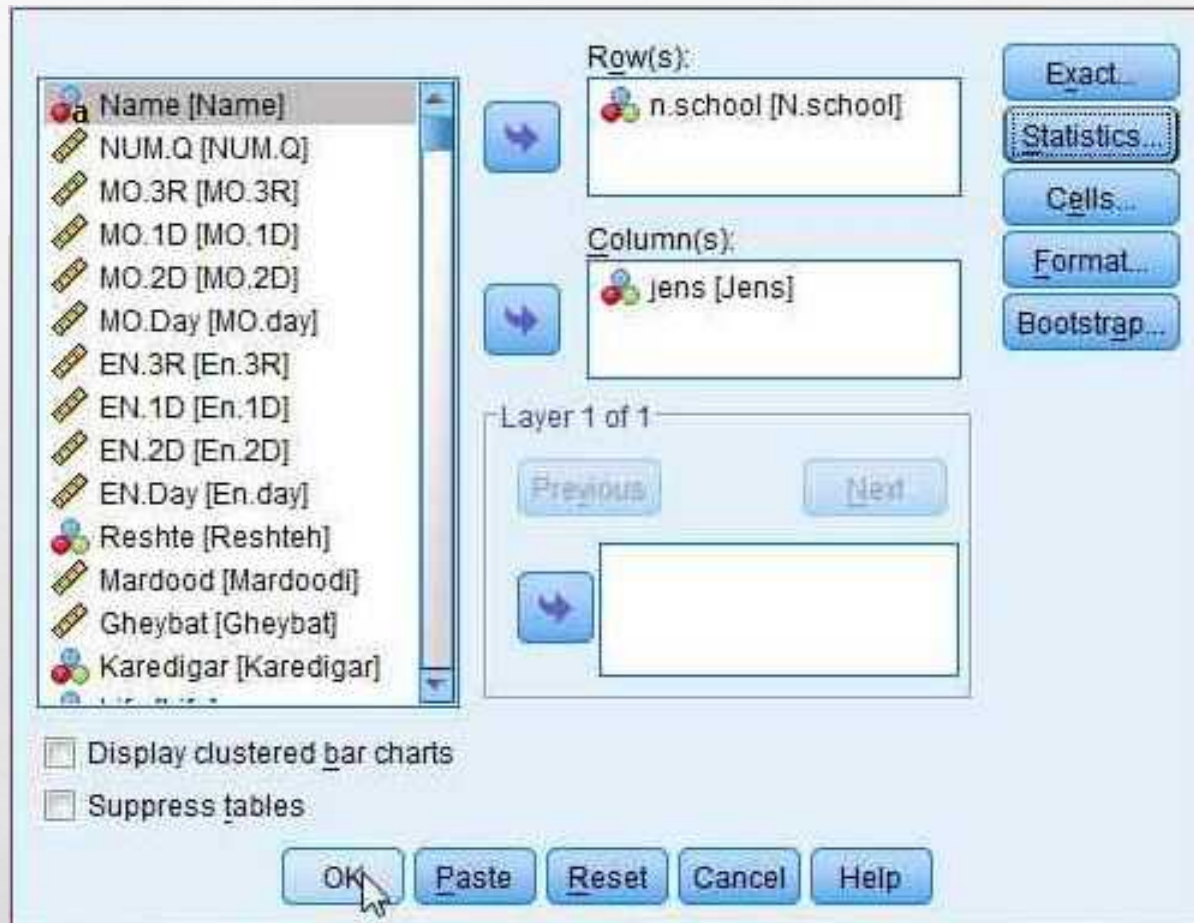 Name [Name]
NUM.Q [NUM.Q]
MO.3R [MO.3R]
MO.1D [MO.1D]
MO.2D [MO.2D]
MO.Day [MO.day]
EN.3R [En.3R]
EN.1D [En.1D]
EN.2D [En.2D]
EN.Day [En.day]
Reshte [Reshteh]
Mardood [Mardoodi]
Gheybat [Gheybat]
Karedigar [Karedigar]
Row(s):
n.school [N.school]
Column(s):
jens [Jens]
Layer 1 of 1
Previous
Next
Exact...
Statistics...
Cells...
Format...
Bootstrap...
Display clustered bar charts
Suppress tables
OK
Paste
Reset
Cancel
Help